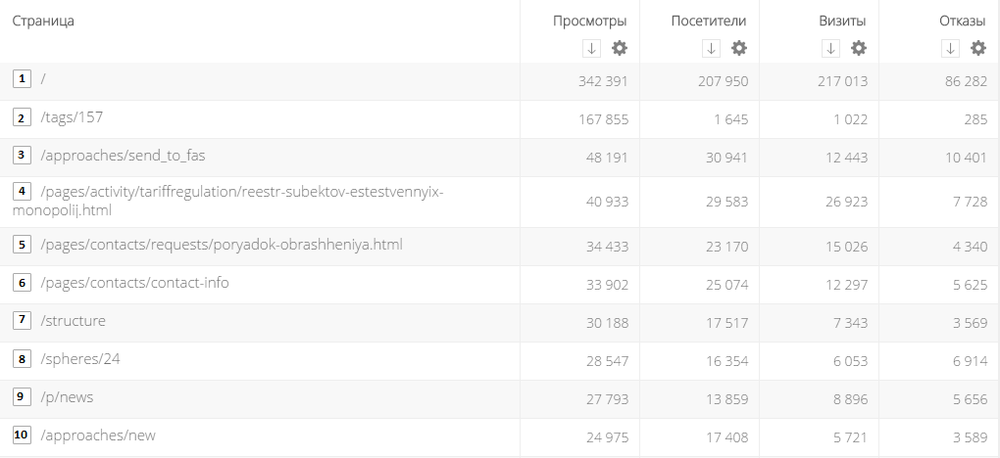 Страница Просмотры Посетители Визиты Отказы
1 / 342 391 207 950 217 013 86 282
2 /tags/157 167 855 1 645 1 022 285
3 /approaches/send_to_fas 48 191 30 941 12 443 10 401
4 /pages/activity/tariffregulation/reestr-subektov-estestvennyix-
monopolij.html 40 933 29 583 26 923 7 728
5 /pages/contacts/requests/poryadok-obrashheniya.html 34 433 23 170 15 026 4 340
6 /pages/contacts/contact-info 33 902 25 074 12 297 5 625
7 /structure 30 188 17 517 7 343 3 569
8 /spheres/24 28 547 16 354 6 053 6 914
9 /p/news 27 793 13 859 8 896 5 656
10 /approaches/new 24 975 17 408 5 721 3 589